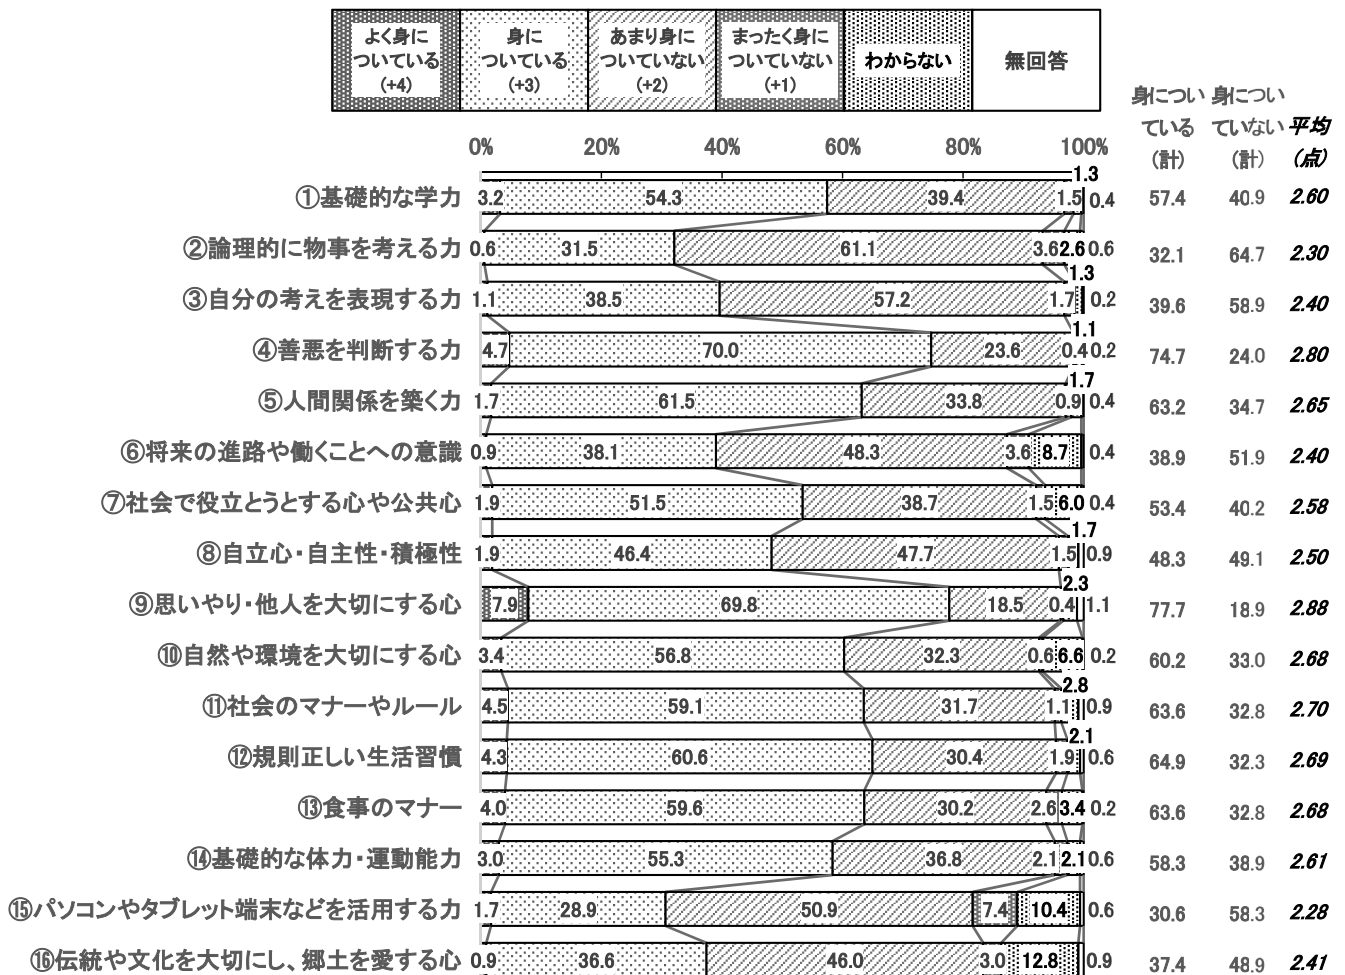 よく身に
ついている
(+4)
身に
ついている
(+3)
あまり身に
ついていない
(+2)
まったく身に
ついていない
(+1)
わからない
無回答
身につい
ている
(計)
身につい
ていない
(計)
平均
(点)
0% 20% 40% 60% 80% 100%
1.3
①基礎的な学力 3.2 54.3 39.4 1.5 0.4 57.4 40.9 2.60
②論理的に物事を考える力 0.6 31.5 61.1 3.6 2.6 0.6 32.1 64.7 2.30
1.3
③自分の考えを表現する力 1.1 38.5 57.2 1.7 0.2 39.6 58.9 2.40
1.1
④善悪を判断する力 4.7 70.0 23.6 0.4 0.2 74.7 24.0 2.80
1.7
⑤人間関係を築く力 1.7 61.5 33.8 0.9 0.4 63.2 34.7 2.65
⑥将来の進路や働くことへの意識 0.9 38.1 48.3 3.6 8.7 0.4 38.9 51.9 2.40
⑦社会で役立とうとする心や公共心 1.9 51.5 38.7 1.5 6.0 0.4 53.4 40.2 2.58
1.7
⑧自立心・自主性・積極性 1.9 46.4 47.7 1.5 0.9 48.3 49.1 2.50
2.3
⑨思いやり・他人を大切にする心 7.9 69.8 18.5 0.4 1.1 77.7 18.9 2.88
⑩自然や環境を大切にする心 3.4 56.8 32.3 0.6 6.6 0.2 60.2 33.0 2.68
2.8
⑪社会のマナーやルール 4.5 59.1 31.7 1.1 0.9 63.6 32.8 2.70
2.1
⑫規則正しい生活習慣 4.3 60.6 30.4 1.9 0.6 64.9 32.3 2.69
⑬食事のマナー 4.0 59.6 30.2 2.6 3.4 0.2 63.6 32.8 2.68
⑭基礎的な体力・運動能力 3.0 55.3 36.8 2.1 2.1 0.6 58.3 38.9 2.61
⑮パソコンやタブレット端末などを活用する力 1.7 28.9 50.9 7.4 10.4 0.6 30.6 58.3 2.28
⑯伝統や文化を大切にし、郷土を愛する心 0.9 36.6 46.0 3.0 12.8 0.9 37.4 48.9 2.41